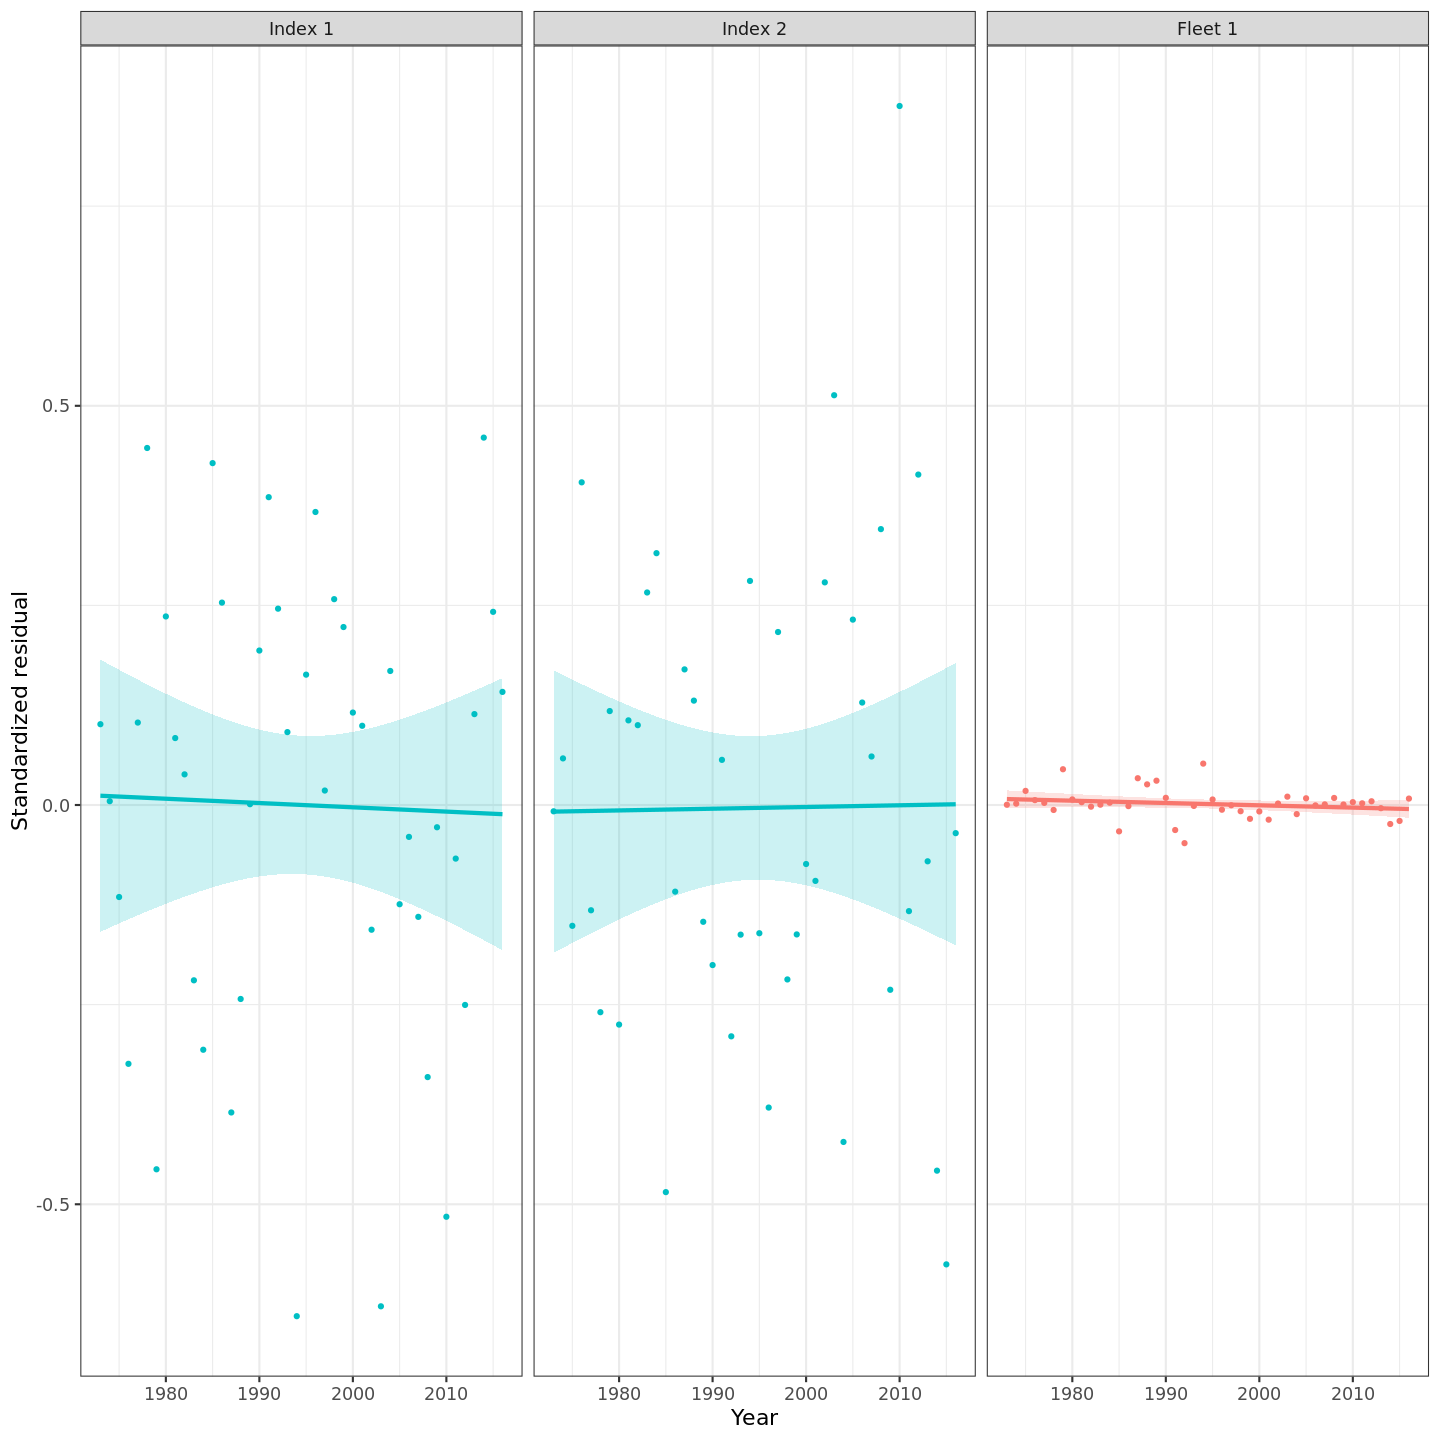 Index 1
Index 2
Fleet 1
Standardized residual
0.5
0.0
-0.5
1980 1990 2000 2010 1980 1990 2000 2010 1980 1990 2000 2010
Year